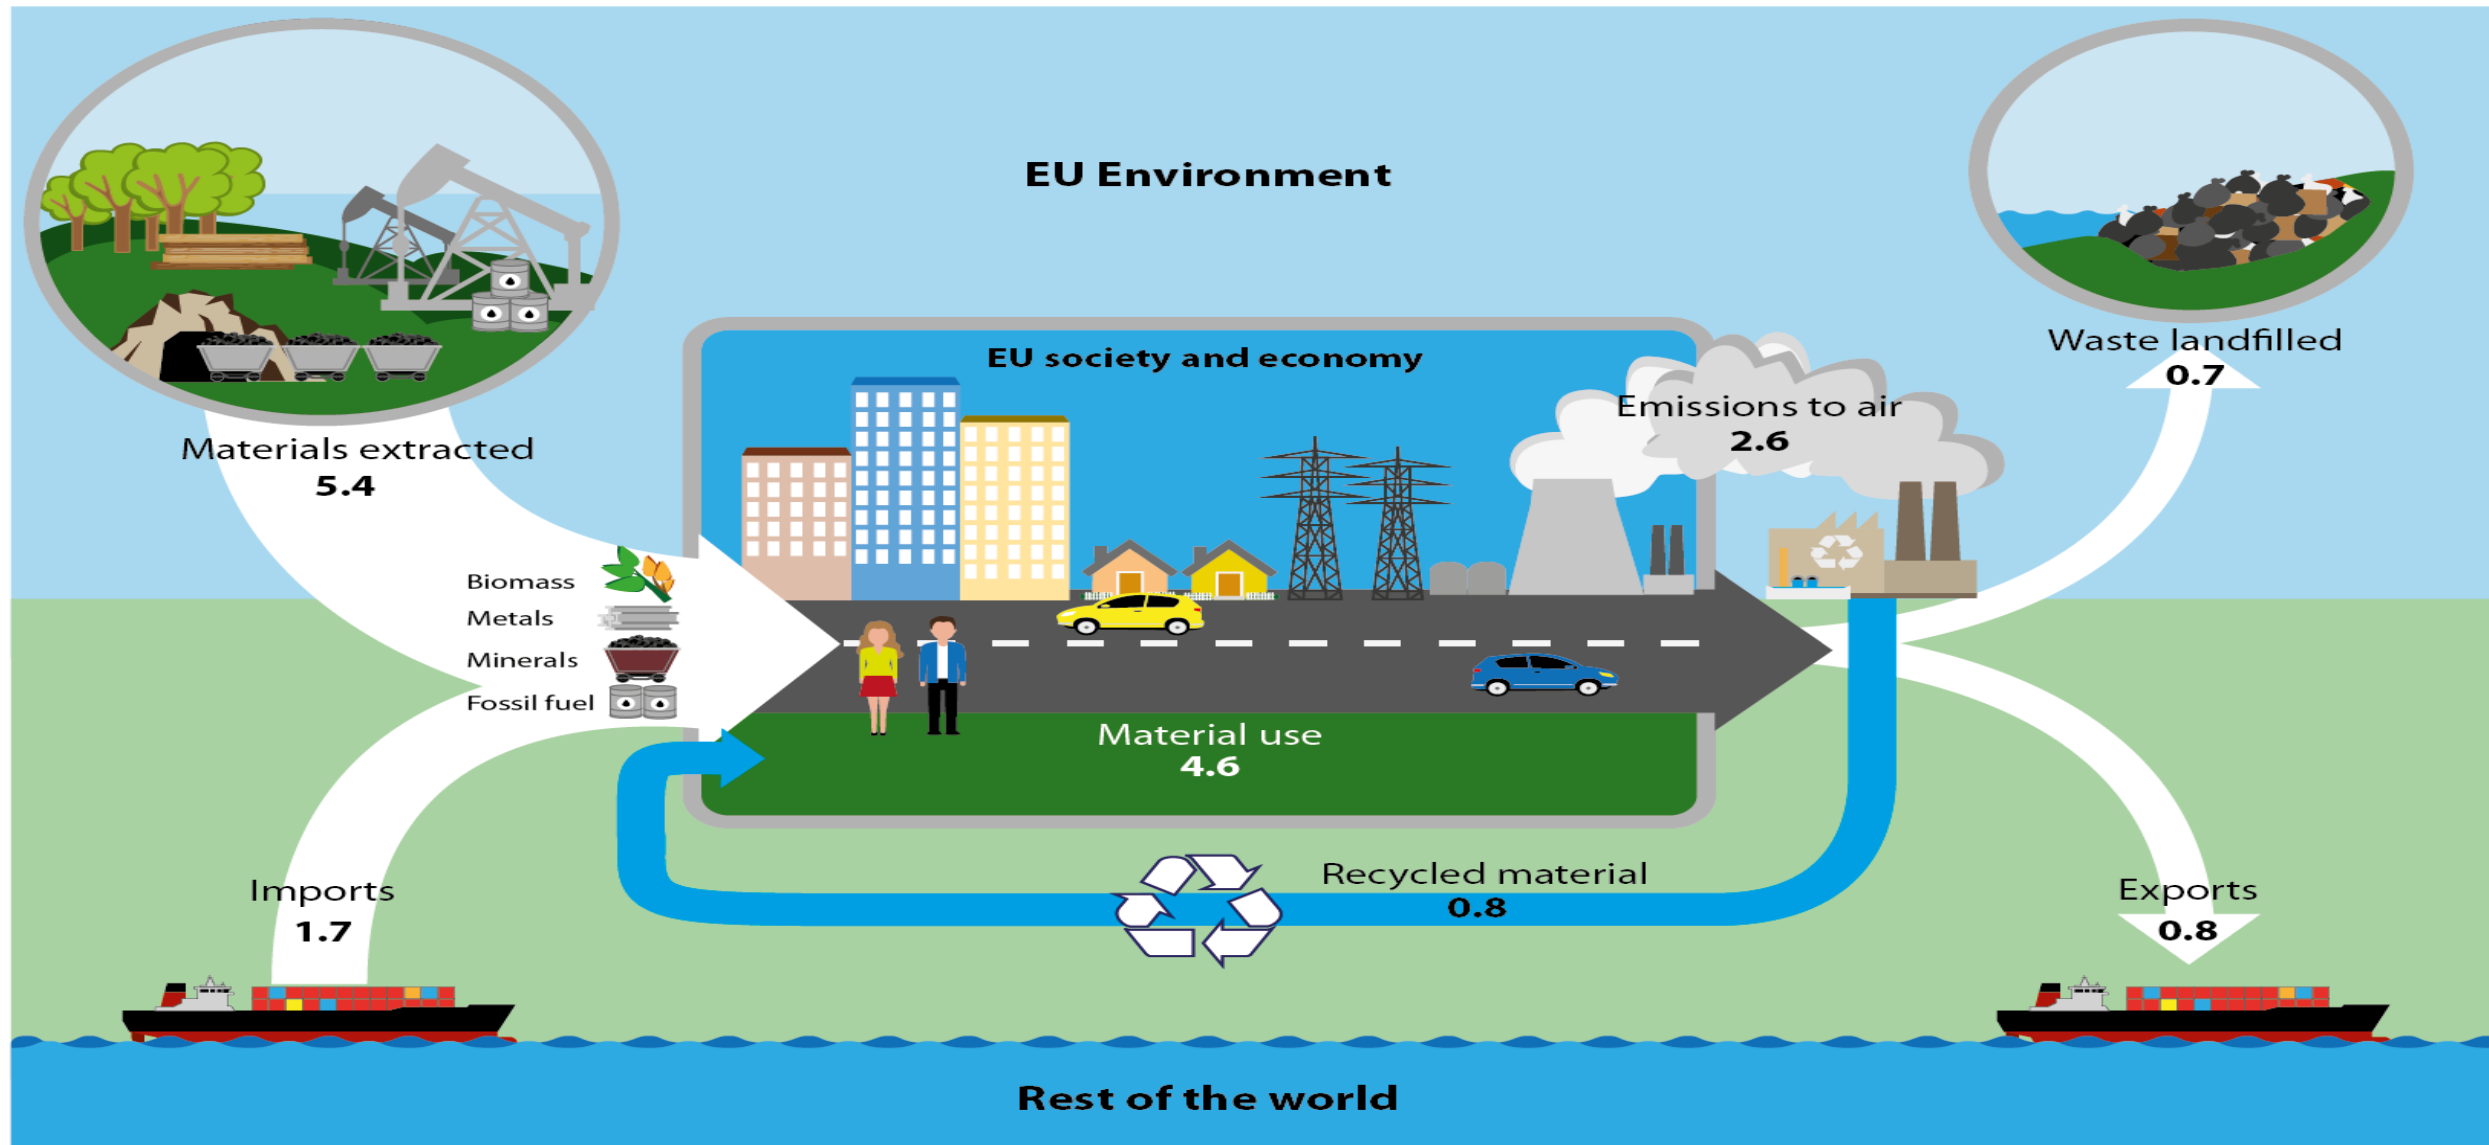 EU Environment
Waste landfilled
0.7
EU society and economy
Emissions to air
2.6
Materials extracted
5.4
Biomass
Metals
Minerals
Fossil fuel
Material use
4.6
Recycled material
0.8
Imports
1.7
Exports
0.8
Rest of the world